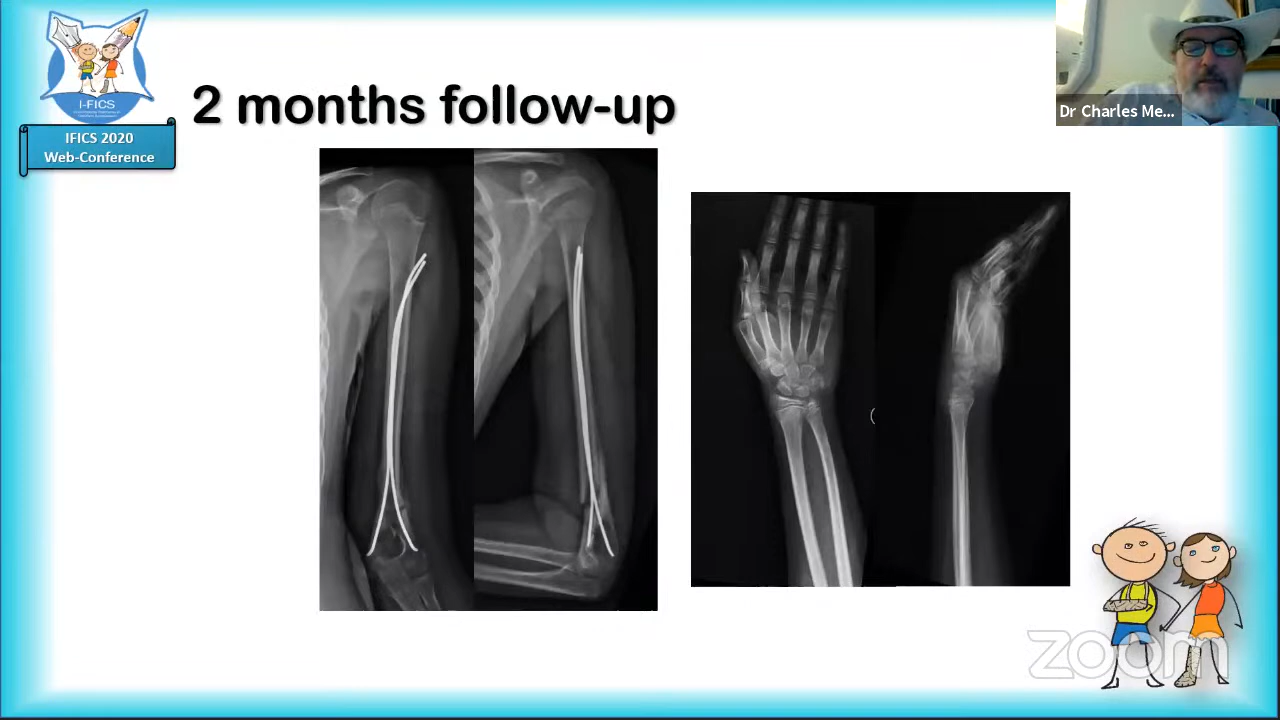 I-FICS
IFICS 2020
Web-Conference
2 months follow-up
Dr Charles Me...
zoom